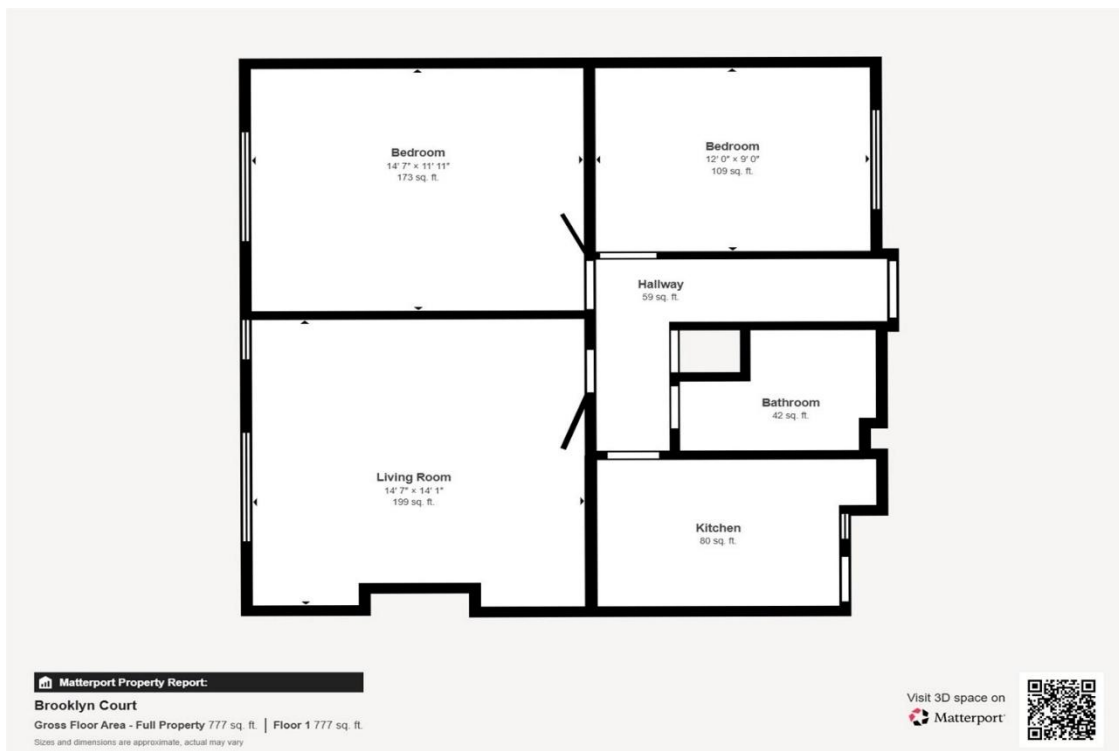 Bedroom
14' 7" × 11' 11"
173 sq. ft.
Bedroom
12' 0" × 9' 0"
109 sq. ft.
Hallway
59 sq. ft.
Bathroom
42 sq. ft.
Living Room
14' 7" × 14' 1"
199 sq. ft.
Kitchen
80 sq. ft.
Matterport Property Report:
Brooklyn Court
Gross Floor Area - Full Property 777 sq. ft. | Floor 1 777 sq. ft.
Sizes and dimensions are approximate, actual may vary
Visit 3D space on
Matterport